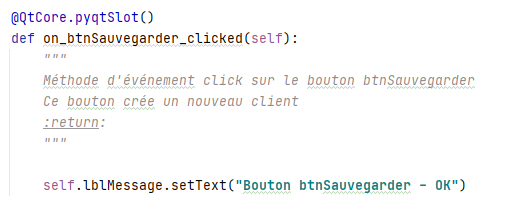 @QtCore.pyqtSlot()
def on_btnSauvegarder_clicked(self):
"""
Méthode d'événement click sur le bouton btnSauvegarder
Ce bouton crée un nouveau client
:return:
"""
self.lblMessage.setText("Bouton btnSauvegarder - OK")